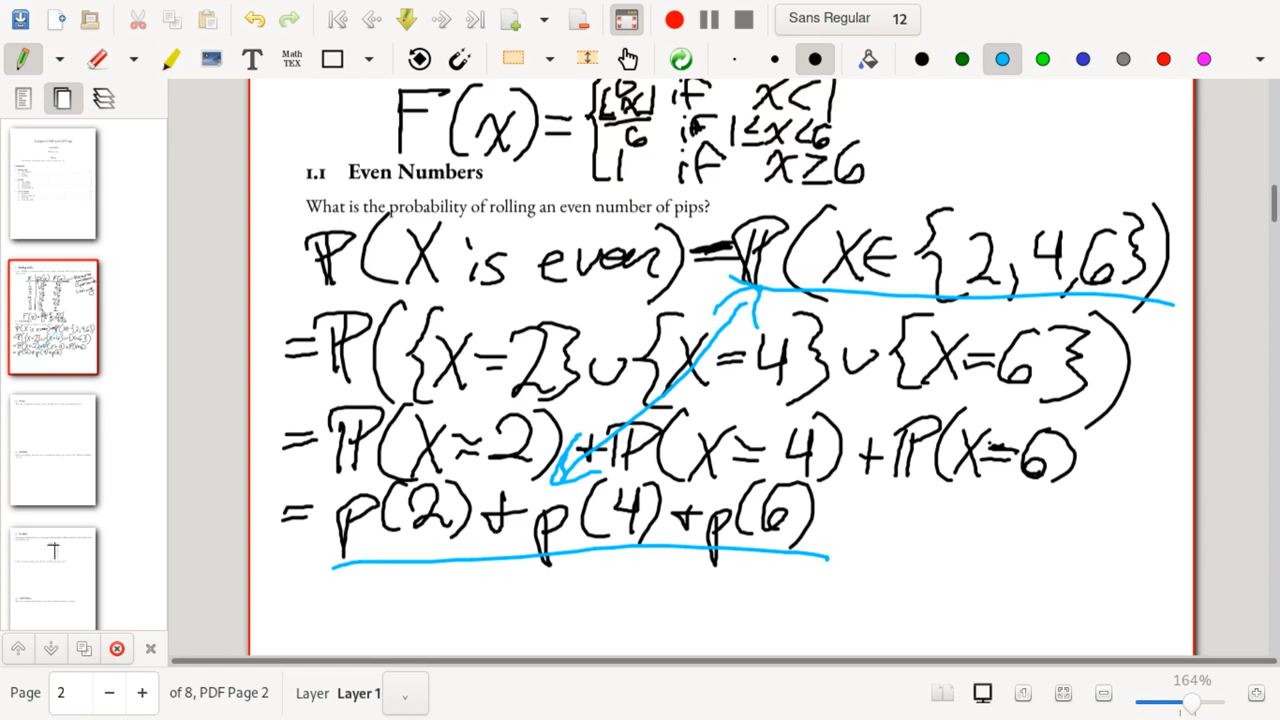 Sans Regular 12
Math
TEX
F(x) = { 0 if x < 1
⌊x⌋/6 if 1 ≤ x < 6
1 if x ≥ 6
1.1 Even Numbers
What is the probability of rolling an even number of pips?
ℙ(X is even) = ℙ(X ∈ {2, 4, 6})
= ℙ({X = 2} ∪ {X = 4} ∪ {X = 6})
= ℙ(X = 2) + ℙ(X = 4) + ℙ(X = 6)
= p(2) + p(4) + p(6)
Page 2 of 8, PDF Page 2 Layer Layer 1 164%